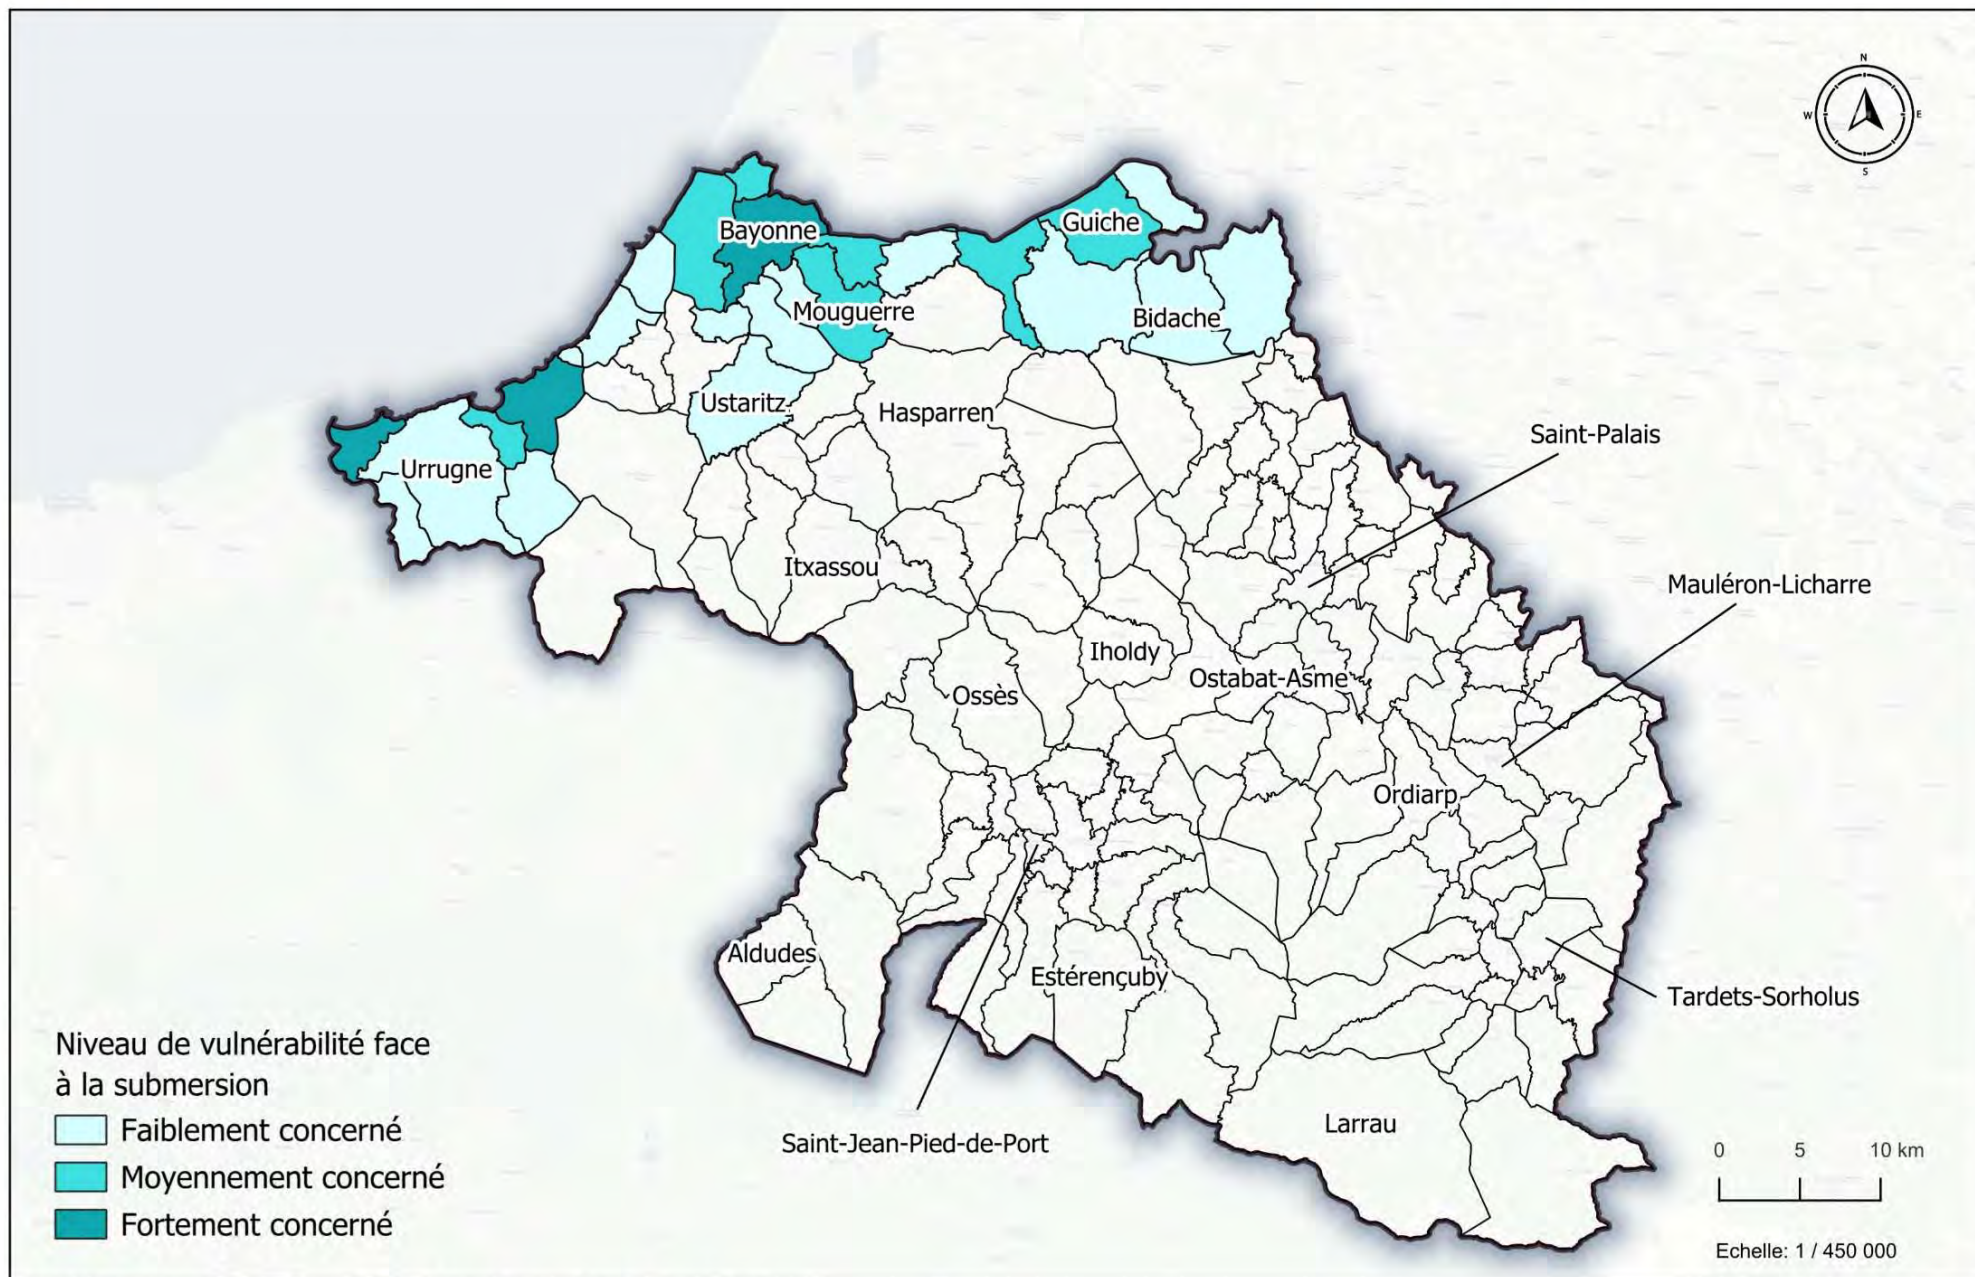 N
W
E
S
Bayonne
Guiche
Mouguerre
Bidache
Ustaritz
Hasparren
Urrugne
Saint-Palais
Itxassou
Mauléron-Licharre
Iholdy
Ostabat-Asme
Ossès
Ordiarp
Aldudes
Estérençuby
Tardets-Sorholus
Larrau
Saint-Jean-Pied-de-Port
Niveau de vulnérabilité face
à la submersion
Faiblement concerné
Moyennement concerné
Fortement concerné
0 5 10 km
Echelle: 1 / 450 000